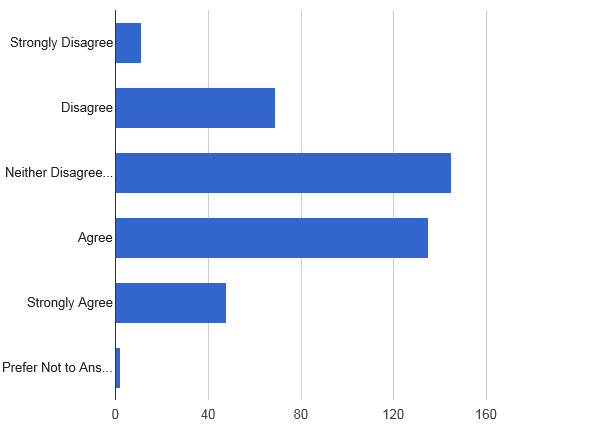 Strongly Disagree
Disagree
Neither Disagree...
Agree
Strongly Agree
Prefer Not to Ans...
0 40 80 120 160